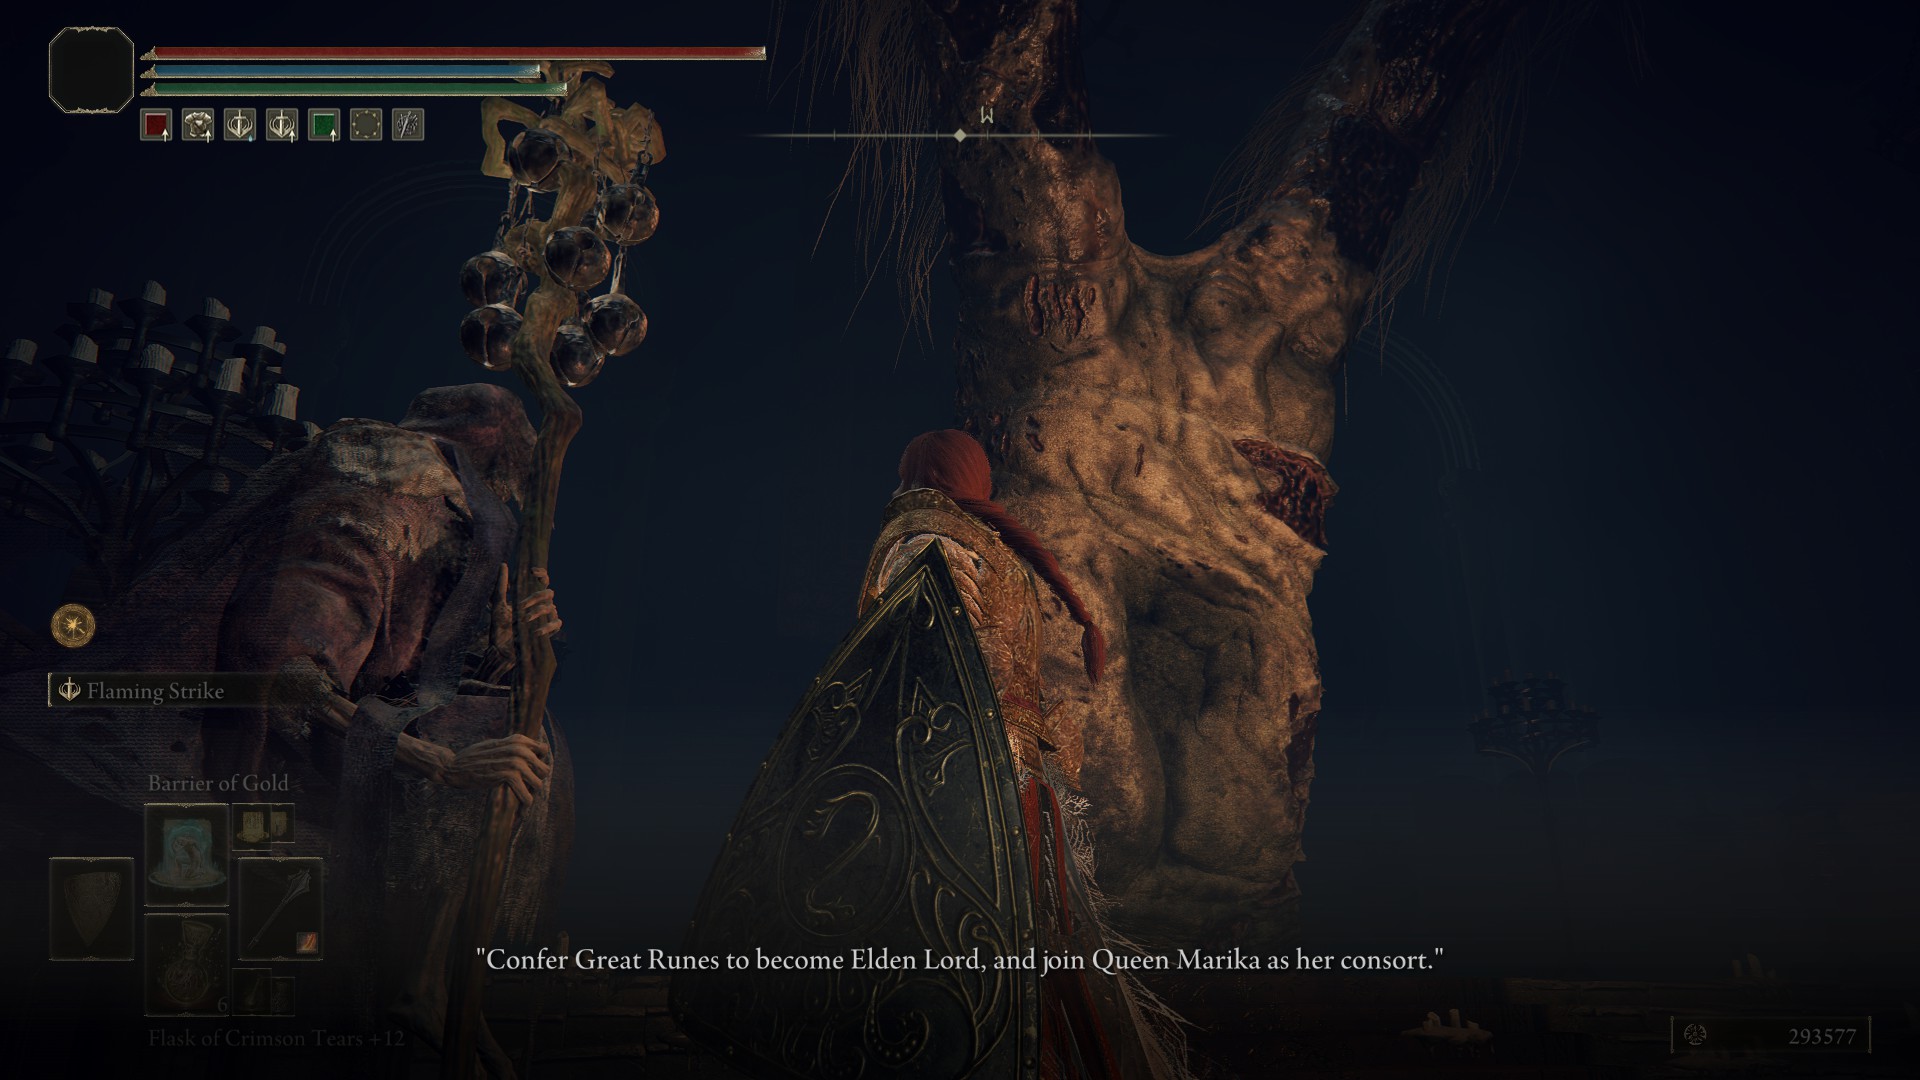 W
Flaming Strike
Barrier of Gold
6
Flask of Crimson Tears +12
"Confer Great Runes to become Elden Lord, and join Queen Marika as her consort."
293577